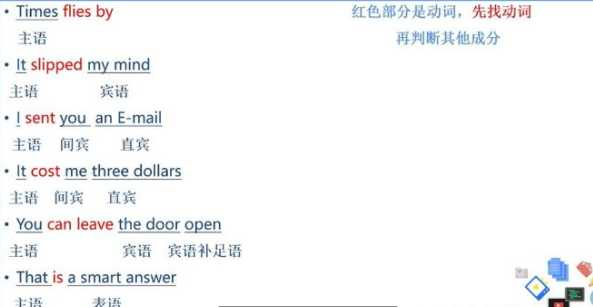 • Times flies by
红色部分是动词，先找动词
主语
再判断其他成分
• It slipped my mind
主语 宾语
• I sent you an E-mail
主语 间宾 直宾
• It cost me three dollars
主语 间宾 直宾
• You can leave the door open
主语 宾语 宾语补足语
• That is a smart answer
主语 表语